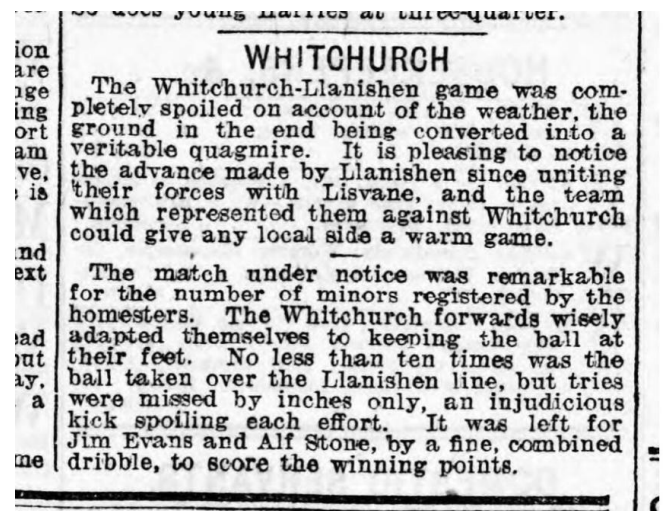 young Harries at three-quarter.
WHITCHURCH
The Whitchurch-Llanishen game was com-
pletely spoiled on account of the weather, the
ground in the end being converted into a
veritable quagmire. It is pleasing to notice
the advance made by Llanishen since uniting
their forces with Lisvane, and the team
which represented them against Whitchurch
could give any local side a warm game.
The match under notice was remarkable
for the number of minors registered by the
homesters. The Whitchurch forwards wisely
adapted themselves to keeping the ball at
their feet. No less than ten times was the
ball taken over the Llanishen line, but tries
were missed by inches only, an injudicious
kick spoiling each effort. It was left for
Jim Evans and Alf Stone, by a fine, combined
dribble, to score the winning points.